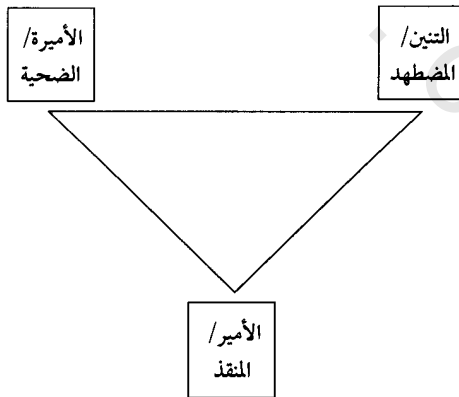 التنين/
المضطهد
الأميرة/
الضحية
الأمير/
المنقذ